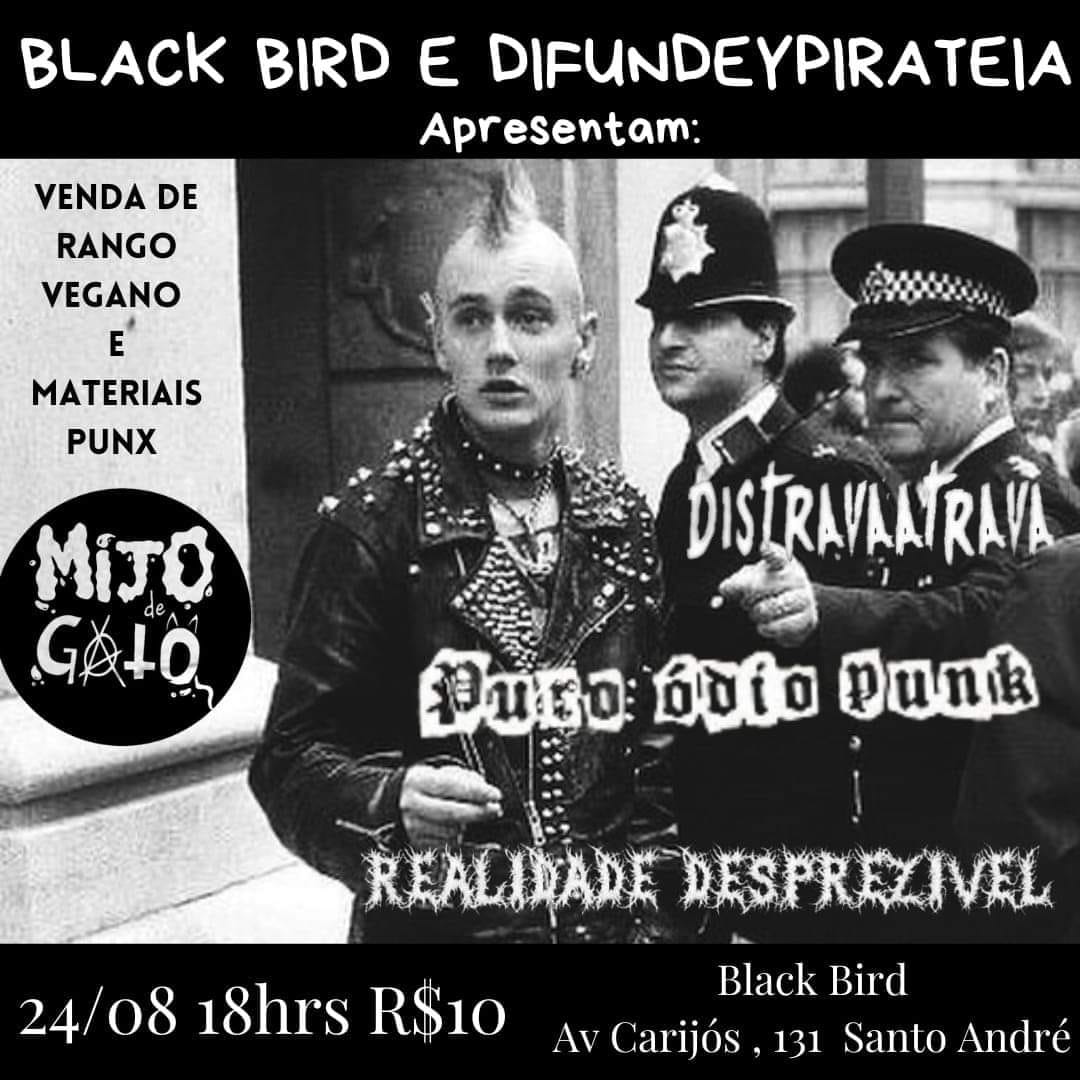 BLACK BIRD E DIFUNDEYPIRATEIA
Apresentam:
VENDA DE
RANGO
VEGANO
E
MATERIAIS
PUNX
MIJO
de
GATO
DISTRAVAATRAVA
Puro ódio punk
REALIDADE DESPREZIVEL
24/08 18hrs R$10
Black Bird
Av Carijós , 131 Santo André